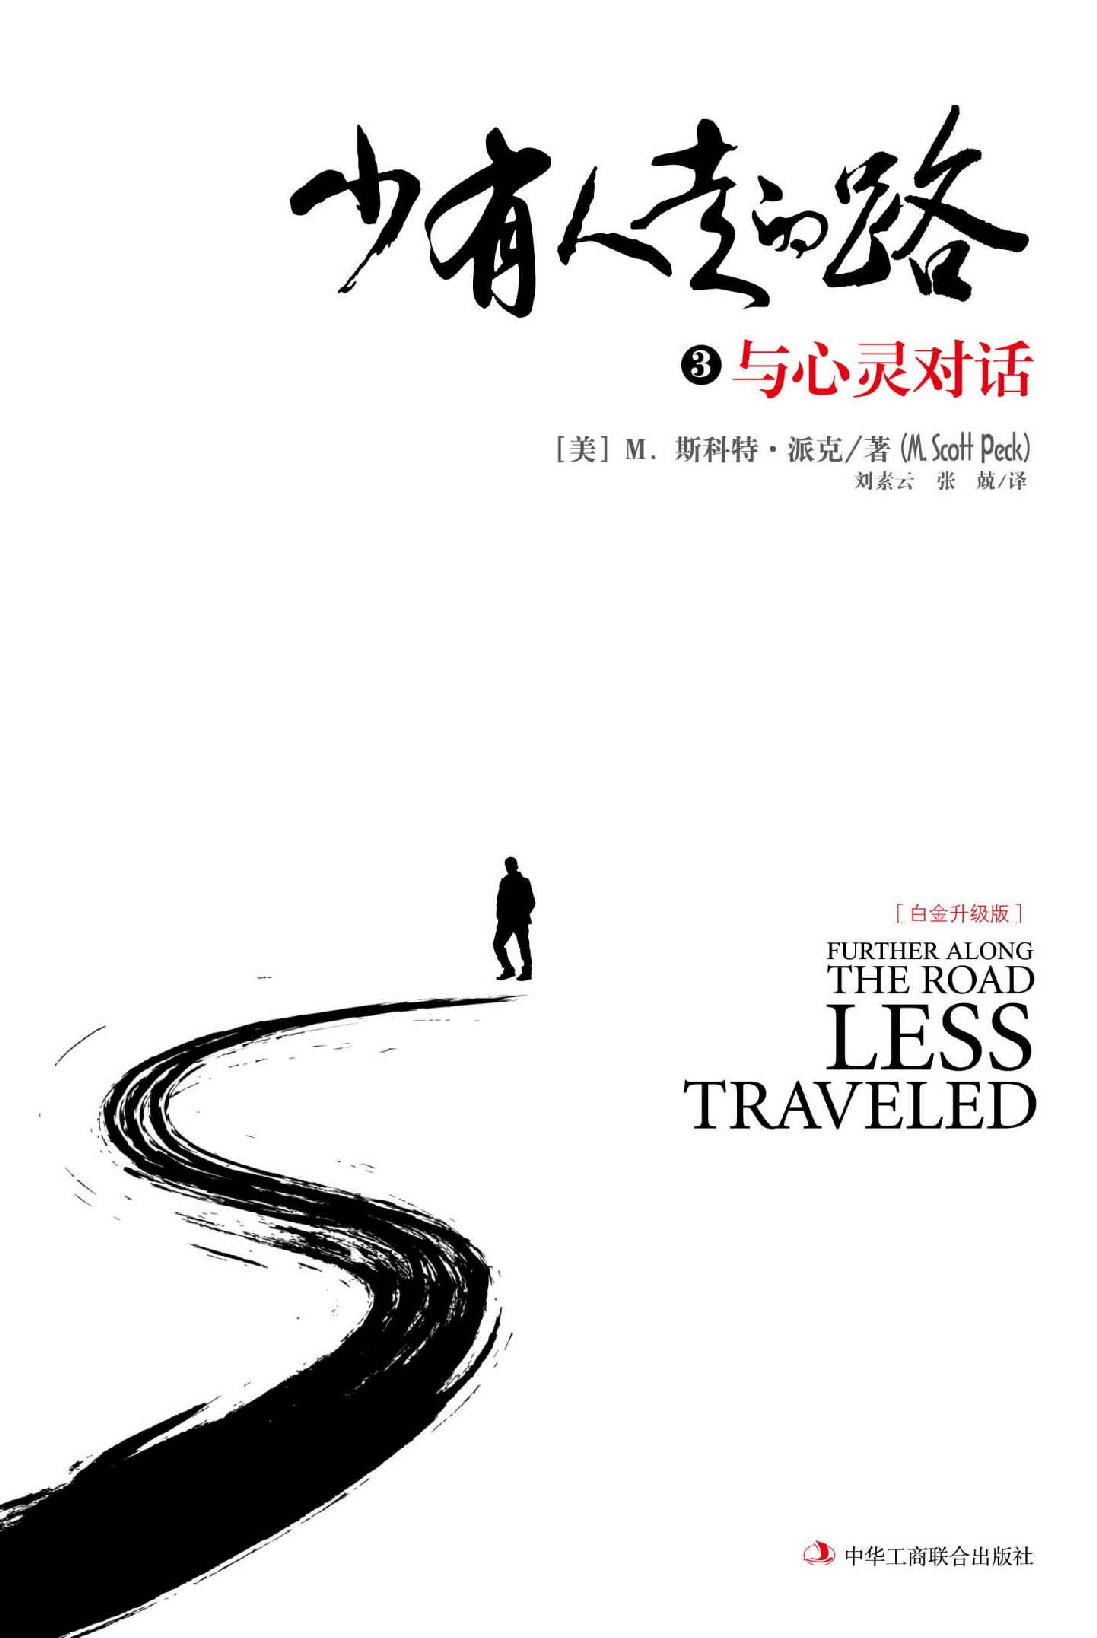 少有人走的路
3 与心灵对话
[美] M. 斯科特·派克/著 (M. Scott Peck)
刘素云 张兢/译
[白金升级版]
FURTHER ALONG
THE ROAD
LESS
TRAVELED
中华工商联合出版社